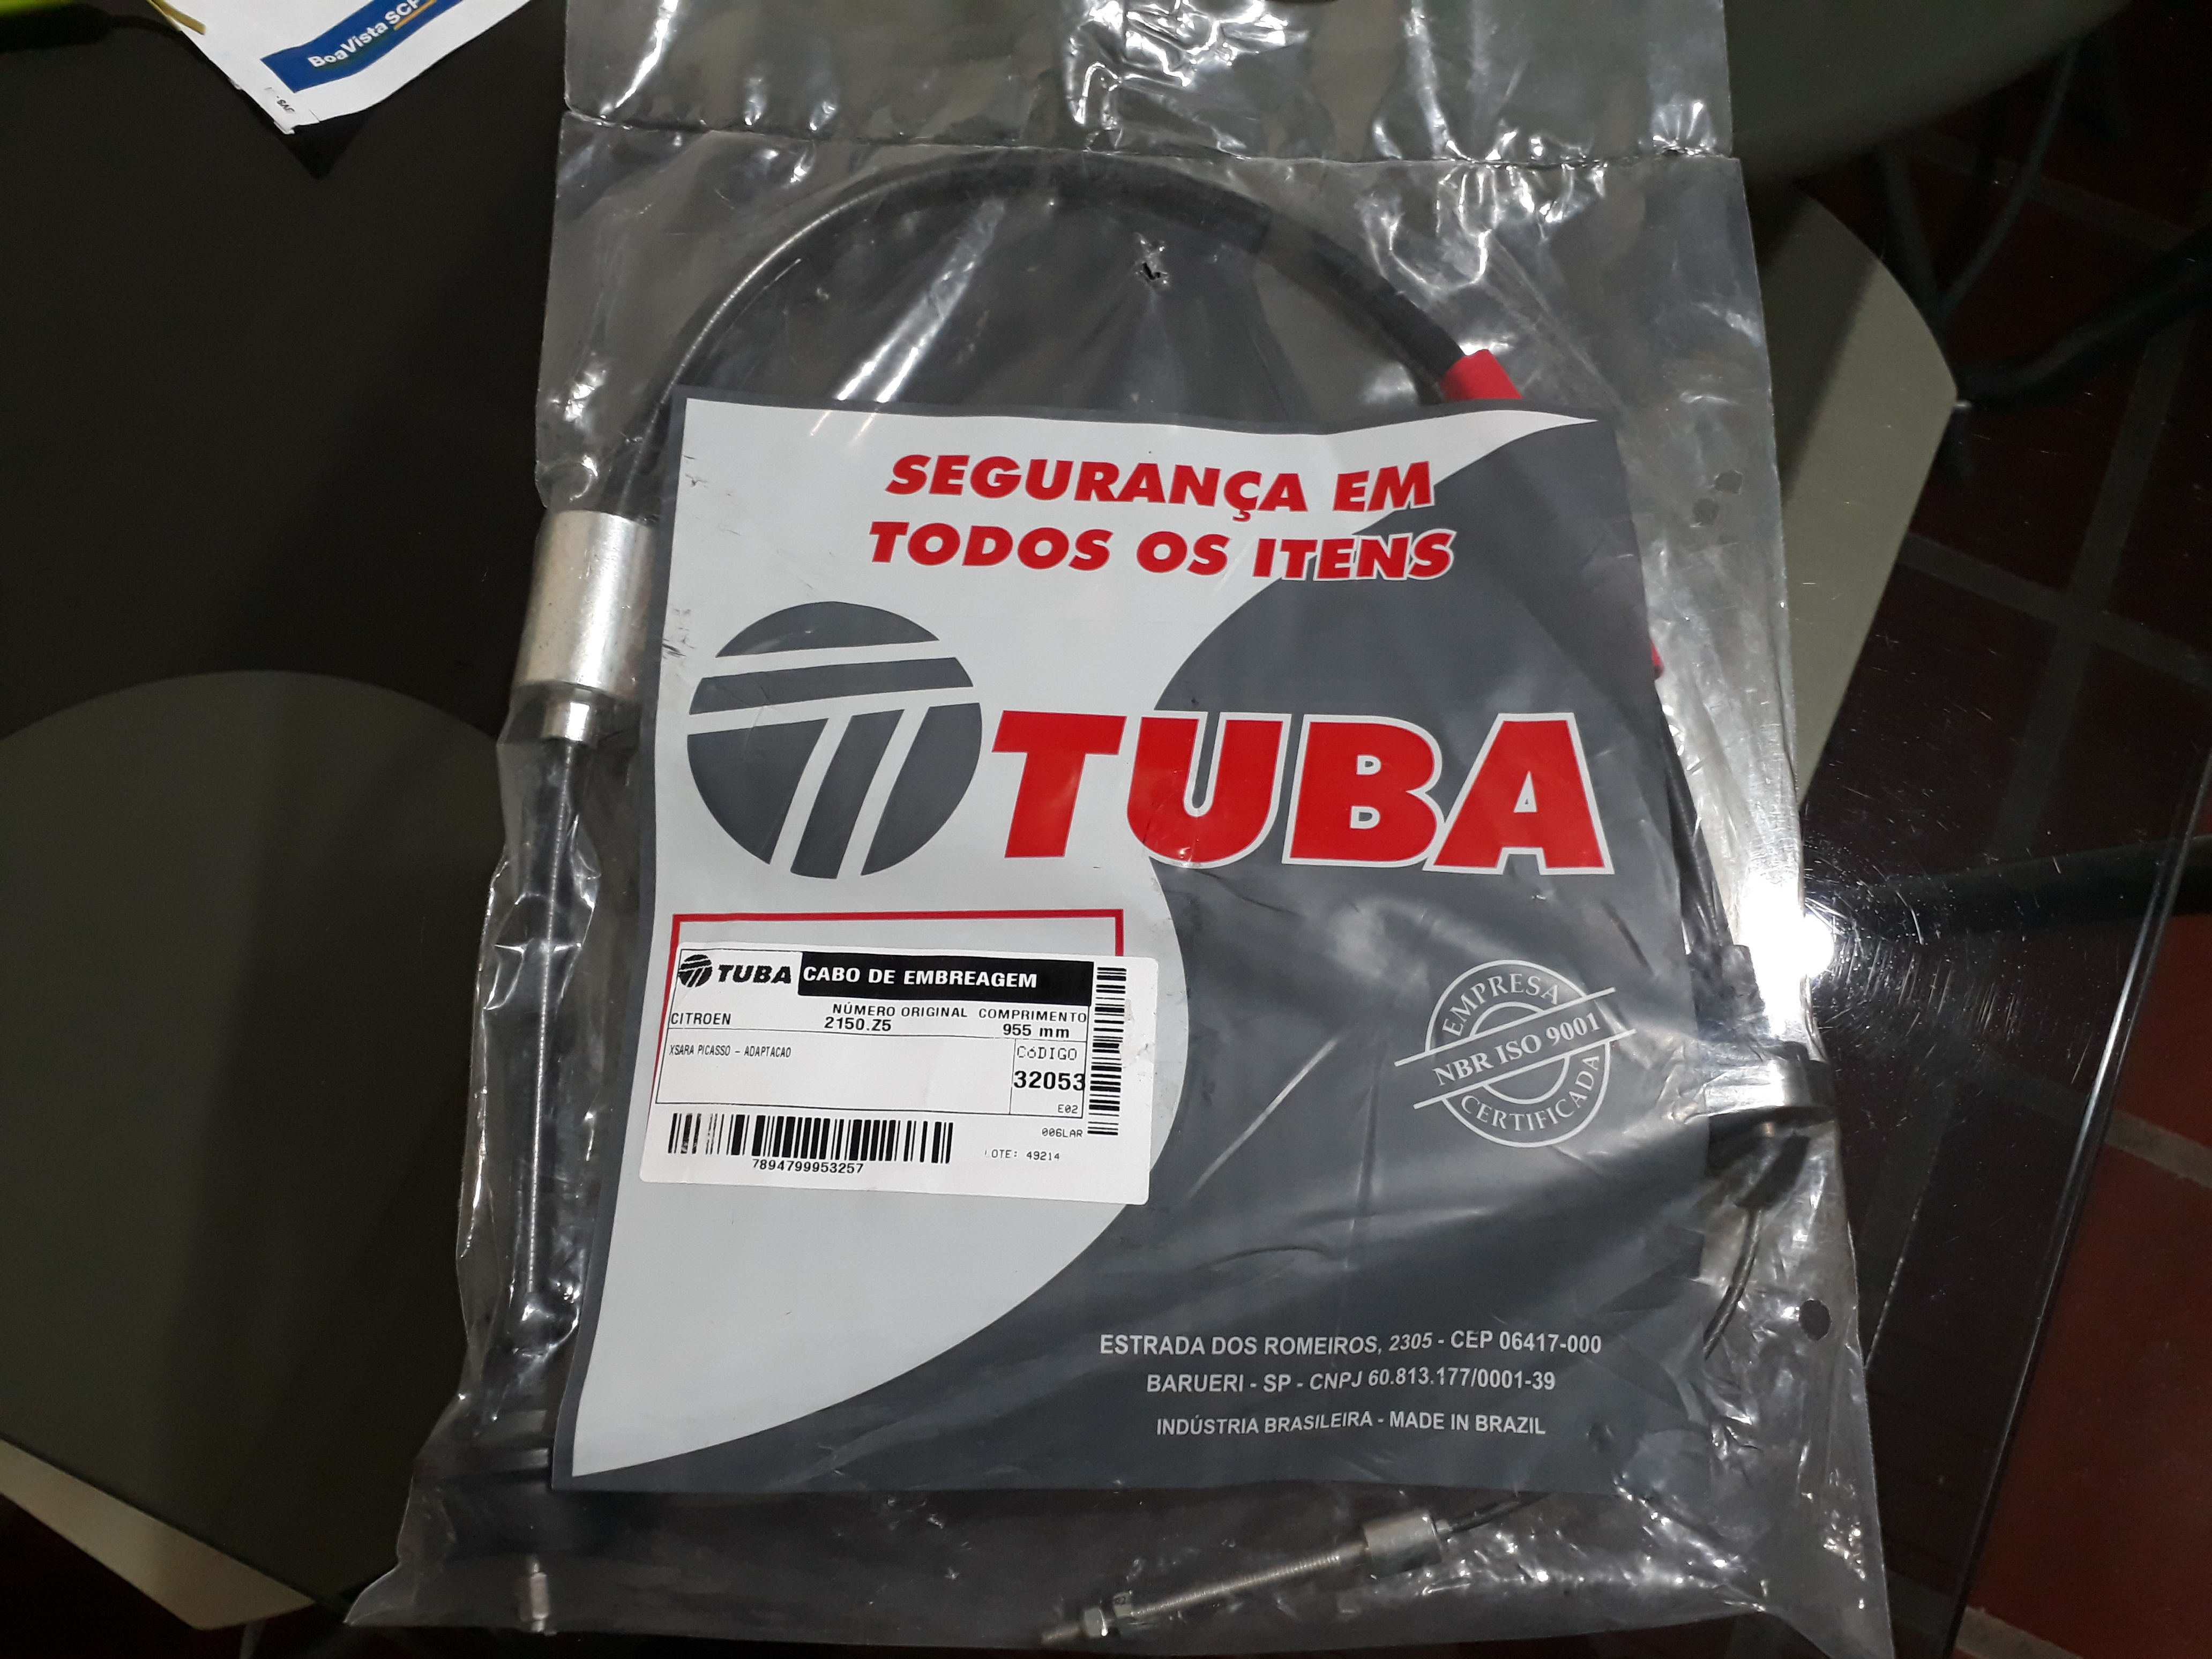 BoaVista
SEGURANÇA EM
TODOS OS ITENS
TUBA
TUBA CABO DE EMBREAGEM
CITROEN
NÚMERO ORIGINAL COMPRIMENTO
2150.Z5 955 mm
XSARA PICASSO - ADAPTACAO
CóDIGO
32053
E02
006LAR
7894799953257
LOTE: 49214
EMPRESA
NBR ISO 9001
CERTIFICADA
ESTRADA DOS ROMEIROS, 2305 - CEP 06417-000
BARUERI - SP - CNPJ 60.813.177/0001-39
INDÚSTRIA BRASILEIRA - MADE IN BRAZIL